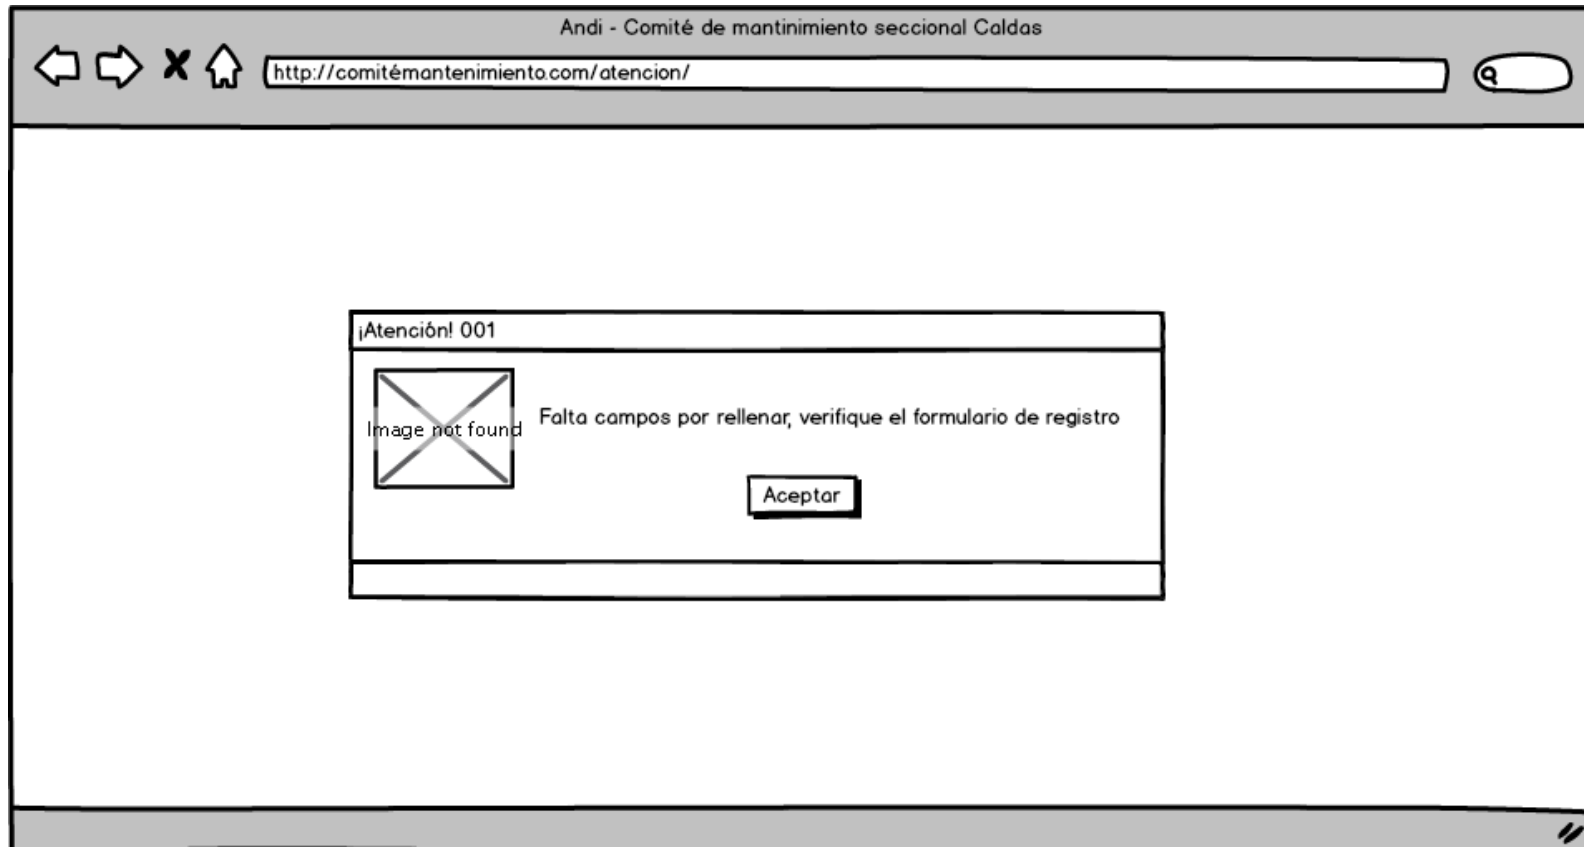 Andi - Comité de mantinimiento seccional Caldas
http://comitémantenimiento.com/atencion/
¡Atención! 001
Image not found
Falta campos por rellenar, verifique el formulario de registro
Aceptar